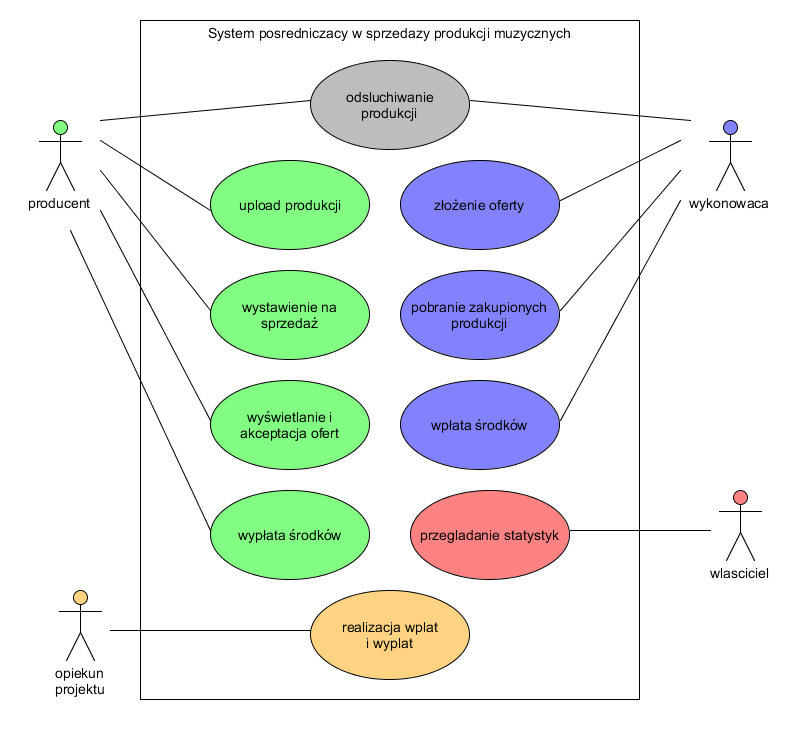 System posredniczacy w sprzedazy produkcji muzycznych
odsluchiwanie
produkcji
producent
wykonowaca
upload produkcji
złożenie oferty
wystawienie na
sprzedaż
pobranie zakupionych
produkcji
wyświetlanie i
akceptacja ofert
wpłata środków
wypłata środków
przegladanie statystyk
wlasciciel
realizacja wplat
i wyplat
opiekun
projektu